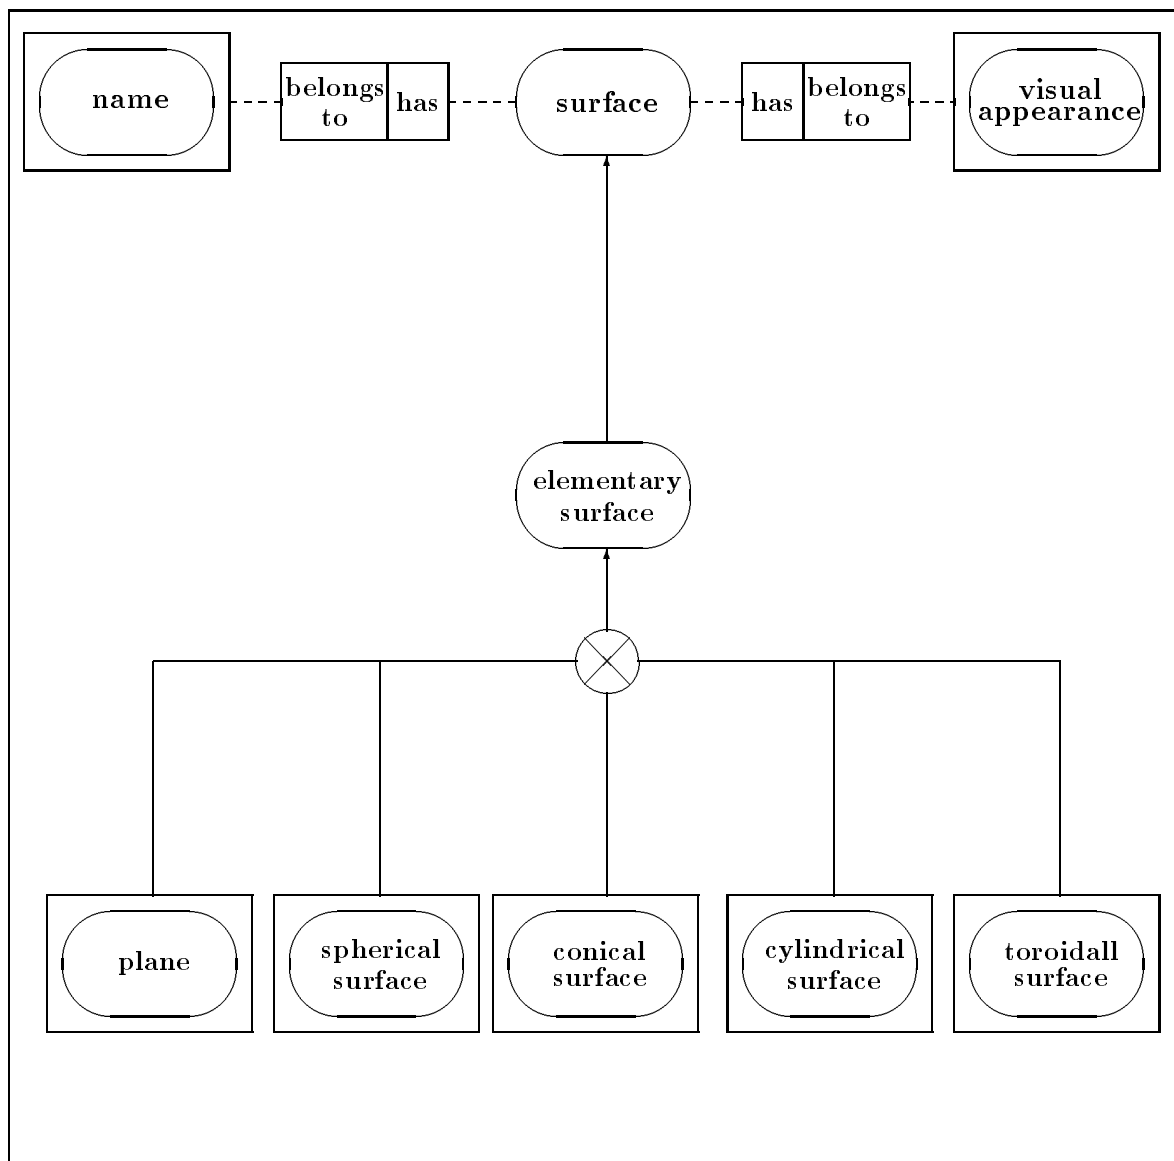 name
belongs
to
has
surface
has
belongs
to
visual
appearance
elementary
surface
plane
spherical
surface
conical
surface
cylindrical
surface
toroidall
surface